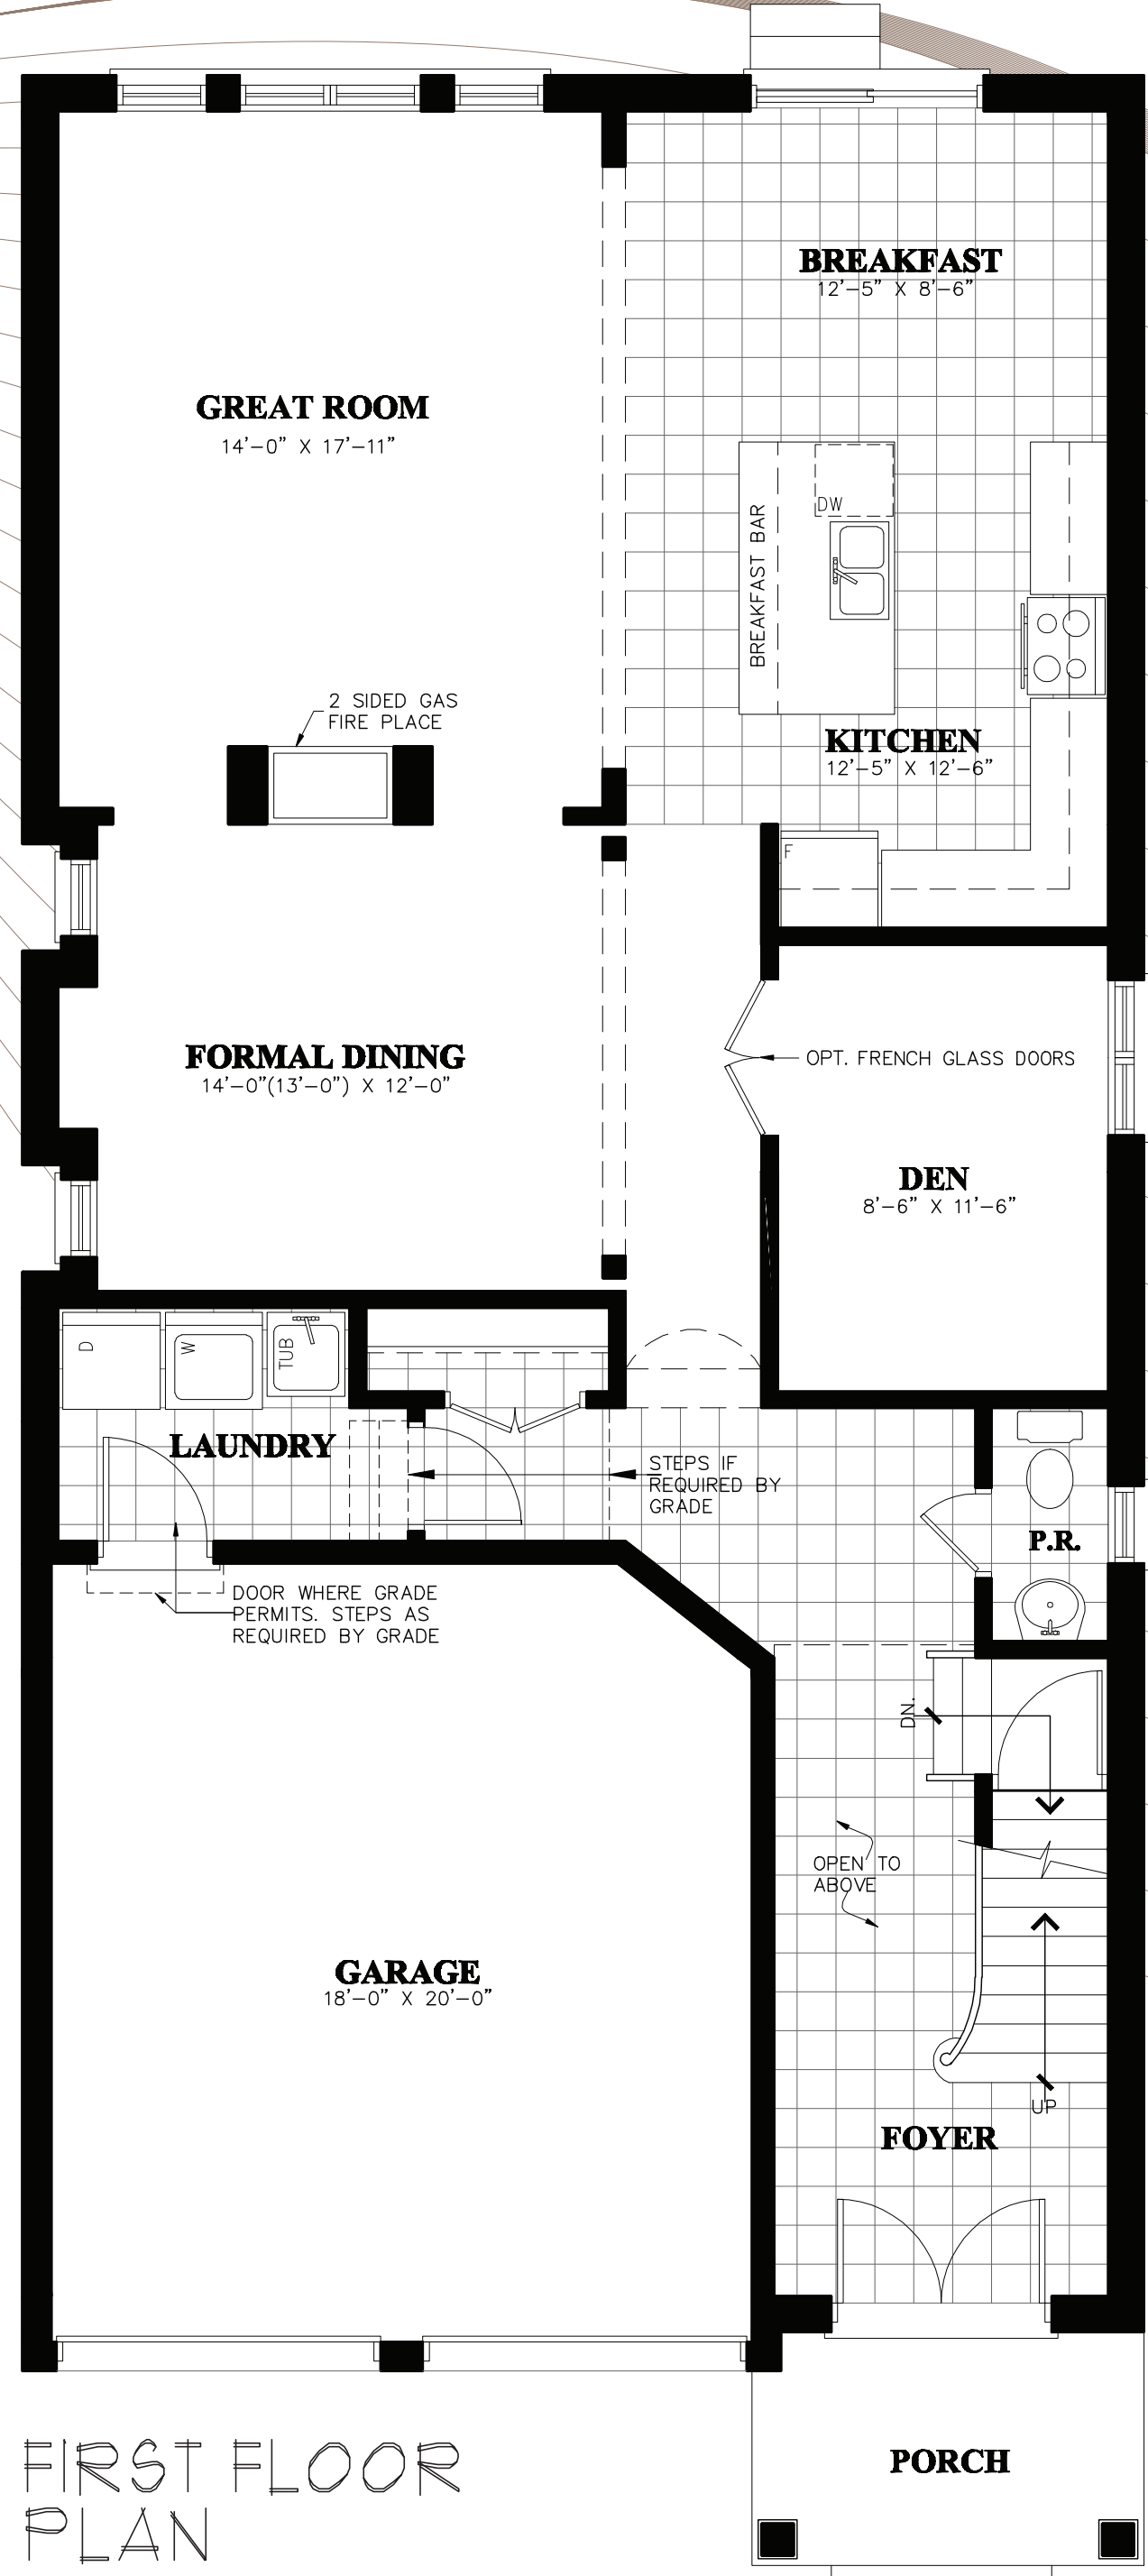 BREAKFAST
12'-5" X 8'-6"
GREAT ROOM
14'-0" X 17'-11"
DW
BREAKFAST BAR
2 SIDED GAS
FIRE PLACE
KITCHEN
12'-5" X 12'-6"
F
FORMAL DINING
14'-0"(13'-0") X 12'-0"
OPT. FRENCH GLASS DOORS
DEN
8'-6" X 11'-6"
D
W
TUB
LAUNDRY
STEPS IF
REQUIRED BY
GRADE
P.R.
DOOR WHERE GRADE
PERMITS. STEPS AS
REQUIRED BY GRADE
DN.
OPEN TO
ABOVE
GARAGE
18'-0" X 20'-0"
UP
FOYER
PORCH
FIRST FLOOR
PLAN